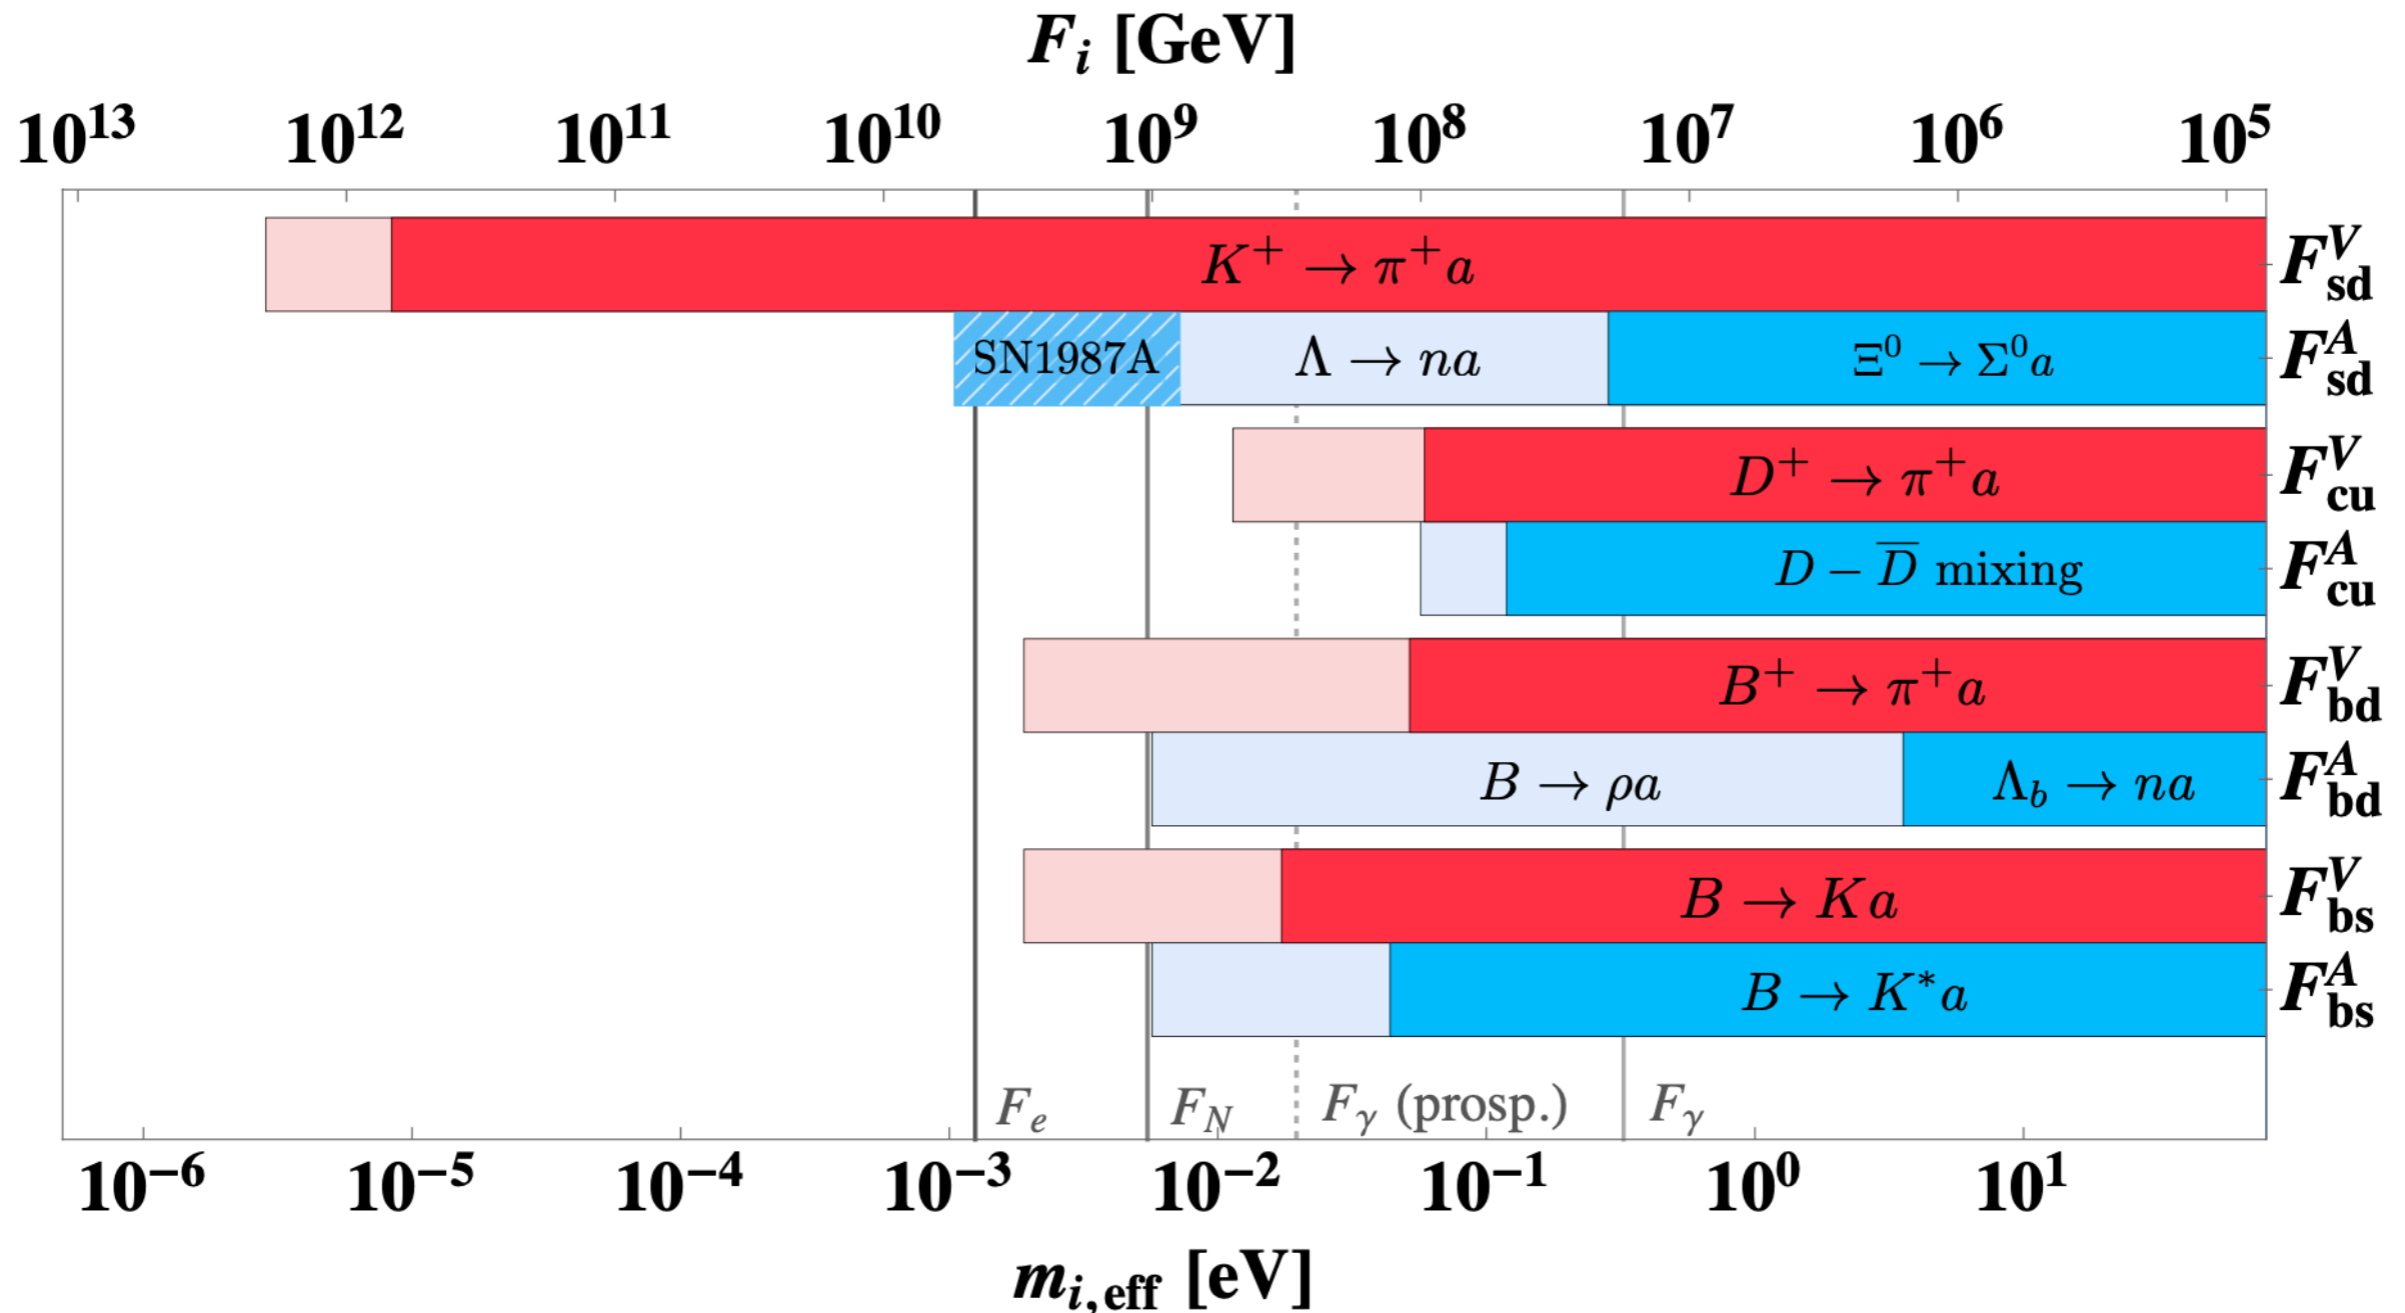 F_i [GeV]
10^13 10^12 10^11 10^10 10^9 10^8 10^7 10^6 10^5
K^+ → π^+ a F^V_sd
SN1987A Λ → na Ξ^0 → Σ^0 a F^A_sd
D^+ → π^+ a F^V_cu
D − D̅ mixing F^A_cu
B^+ → π^+ a F^V_bd
B → ρa Λ_b → na F^A_bd
B → Ka F^V_bs
B → K^* a F^A_bs
F_e F_N F_γ (prosp.) F_γ
10^−6 10^−5 10^−4 10^−3 10^−2 10^−1 10^0 10^1
m_i,eff [eV]